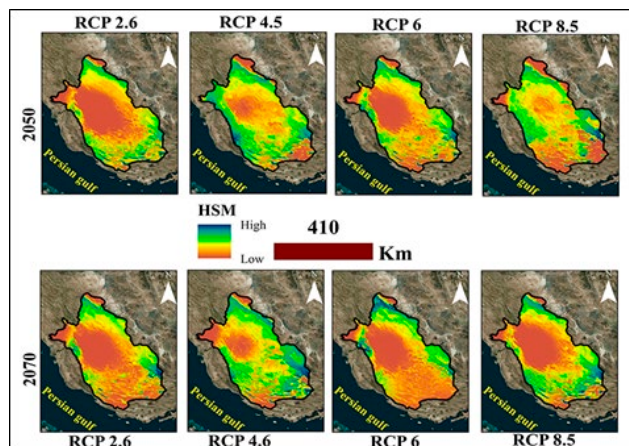 RCP 2.6 RCP 4.5 RCP 6 RCP 8.5
2050
Persian gulf Persian gulf Persian gulf Persian gulf
HSM
High
Low
410
Km
2070
Persian gulf Persian gulf Persian gulf Persian gulf
RCP 2.6 RCP 4.6 RCP 6 RCP 8.5